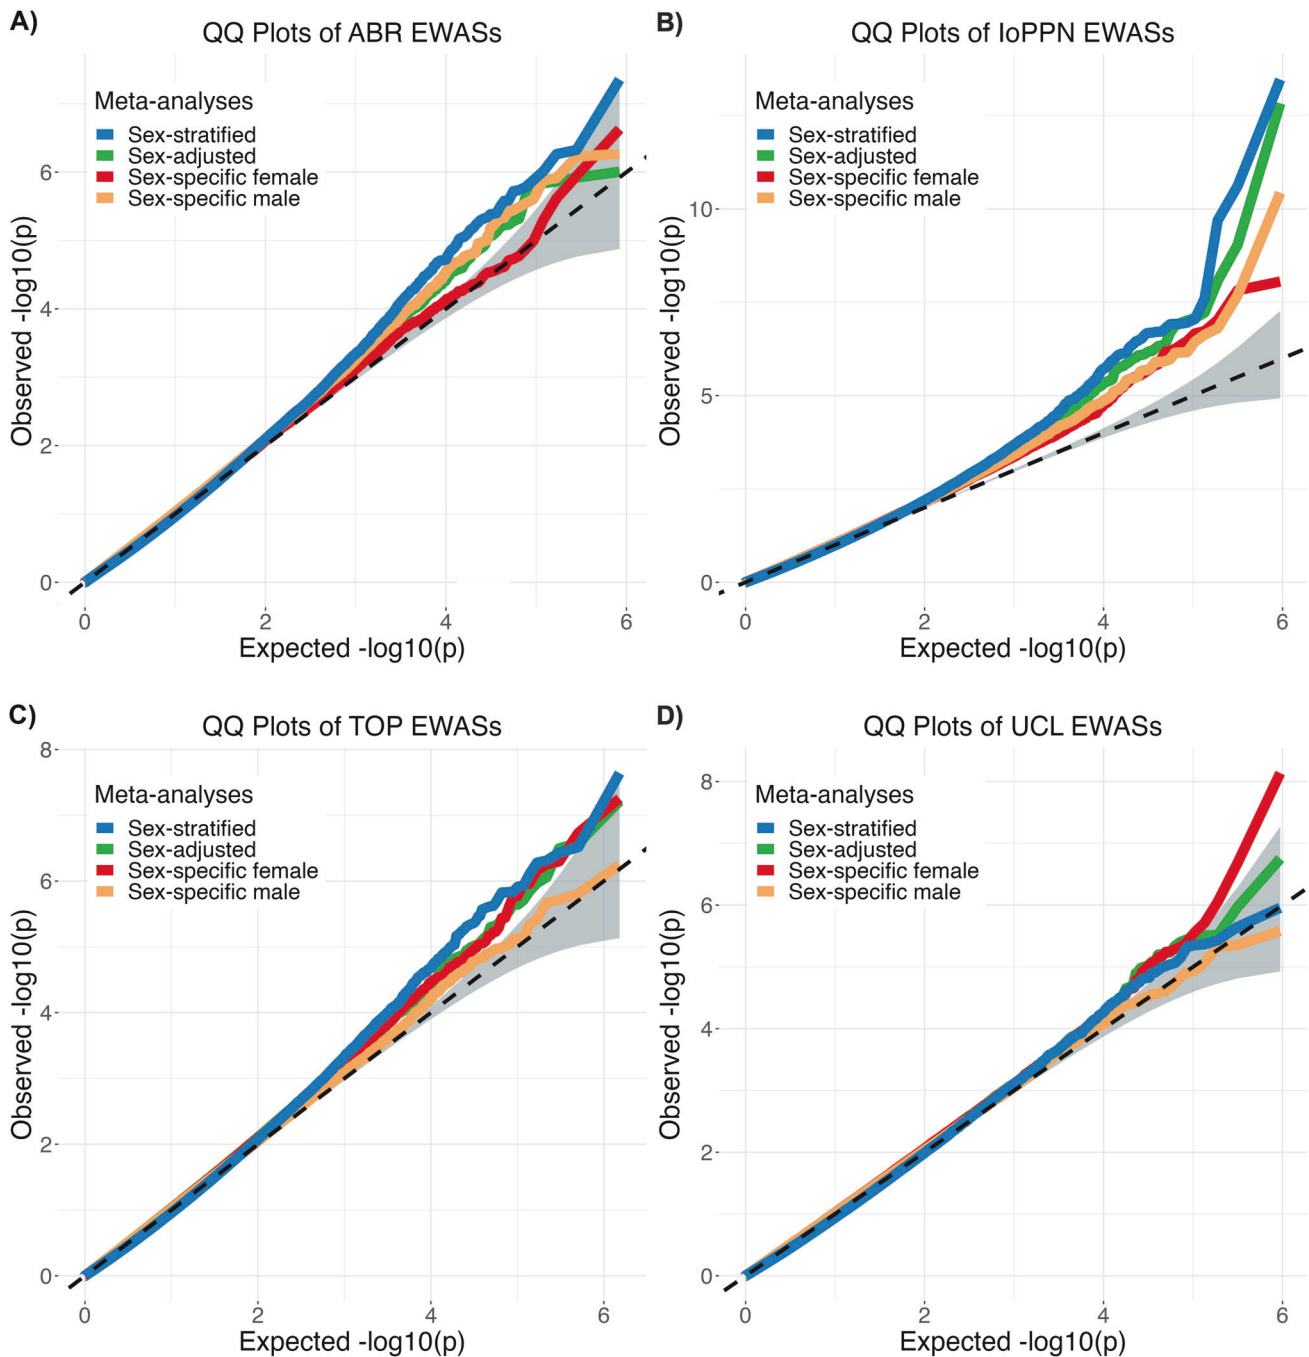 A)
QQ Plots of ABR EWASs
Meta-analyses
Sex-stratified
Sex-adjusted
Sex-specific female
Sex-specific male
Observed -log10(p)
6
4
2
0
0 2 4 6
Expected -log10(p)
B)
QQ Plots of IoPPN EWASs
Meta-analyses
Sex-stratified
Sex-adjusted
Sex-specific female
Sex-specific male
Observed -log10(p)
10
5
0
0 2 4 6
Expected -log10(p)
C)
QQ Plots of TOP EWASs
Meta-analyses
Sex-stratified
Sex-adjusted
Sex-specific female
Sex-specific male
Observed -log10(p)
8
6
4
2
0
0 2 4 6
Expected -log10(p)
D)
QQ Plots of UCL EWASs
Meta-analyses
Sex-stratified
Sex-adjusted
Sex-specific female
Sex-specific male
Observed -log10(p)
8
6
4
2
0
0 2 4 6
Expected -log10(p)